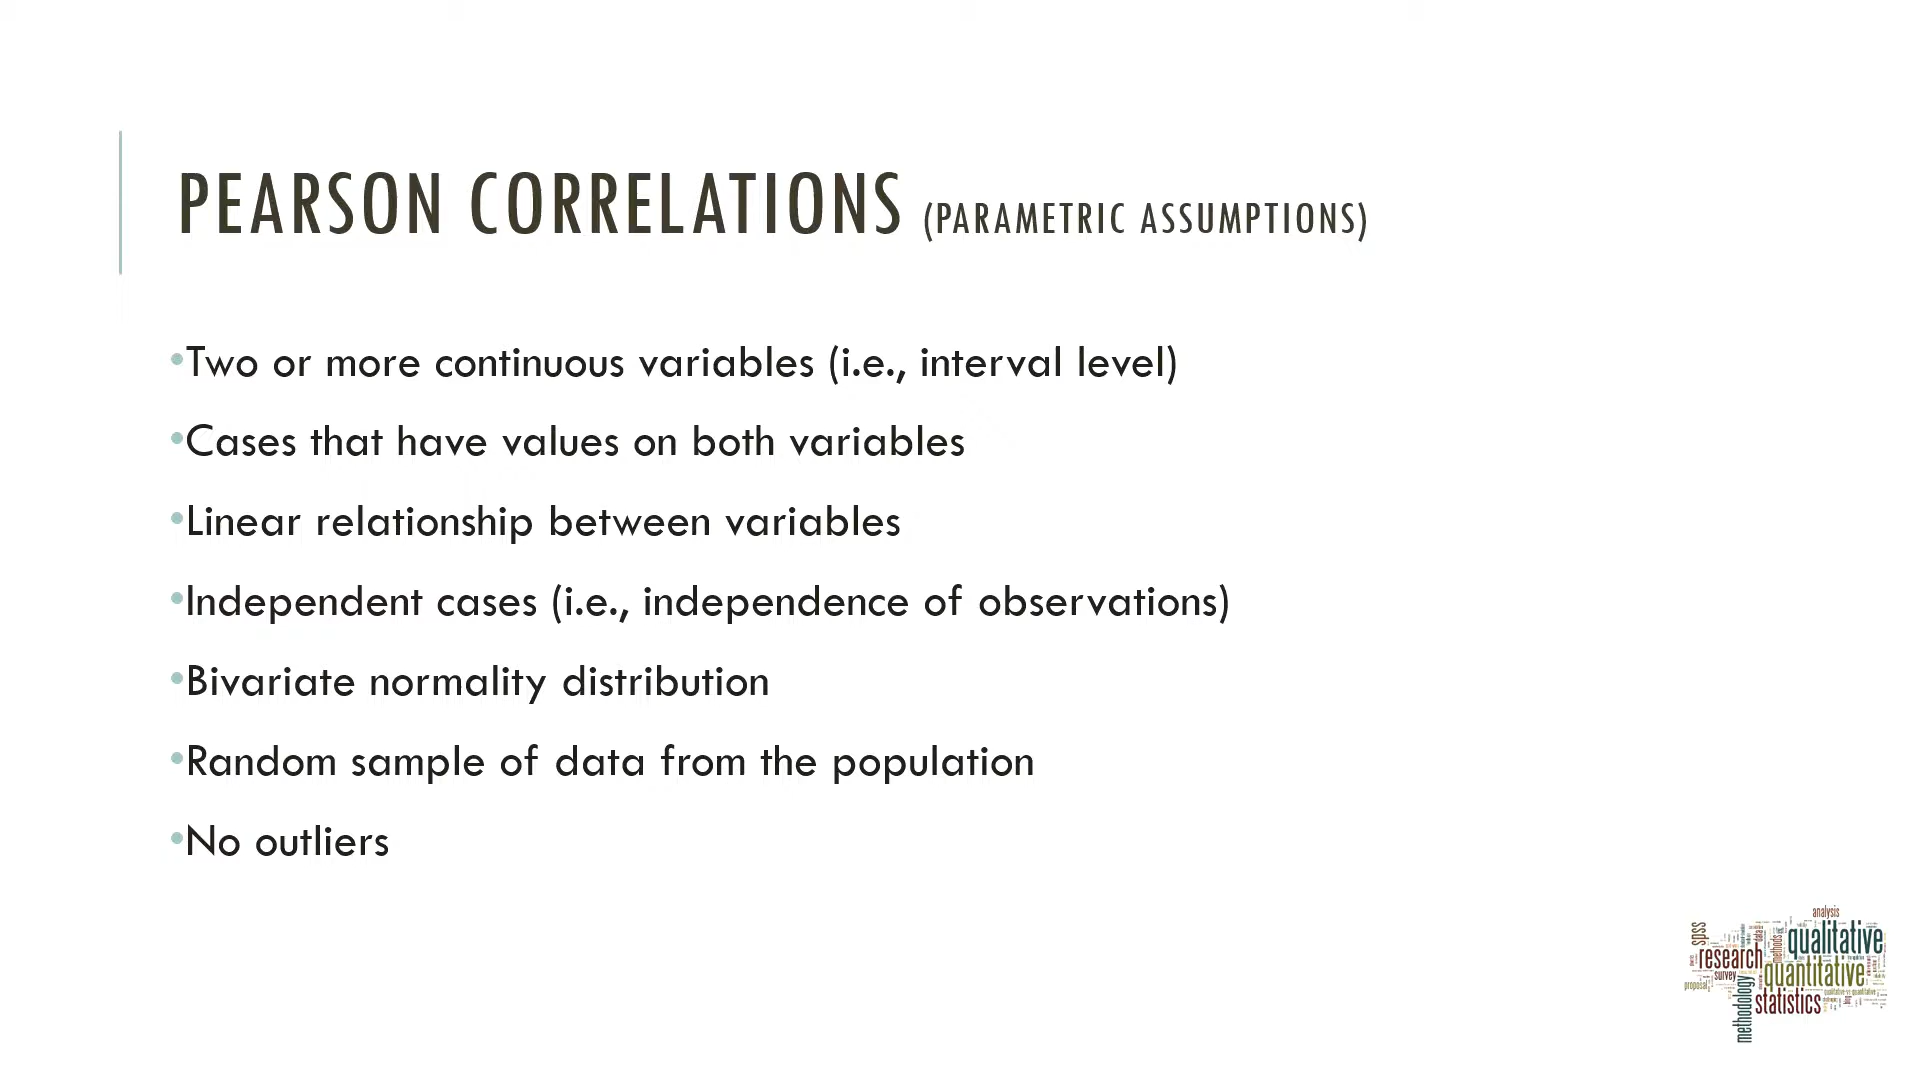 PEARSON CORRELATIONS (PARAMETRIC ASSUMPTIONS)
•Two or more continuous variables (i.e., interval level)
•Cases that have values on both variables
•Linear relationship between variables
•Independent cases (i.e., independence of observations)
•Bivariate normality distribution
•Random sample of data from the population
•No outliers
analysis
spss
qualitative
methods
data
research
survey
quantitative
proposal
statistics
methodology